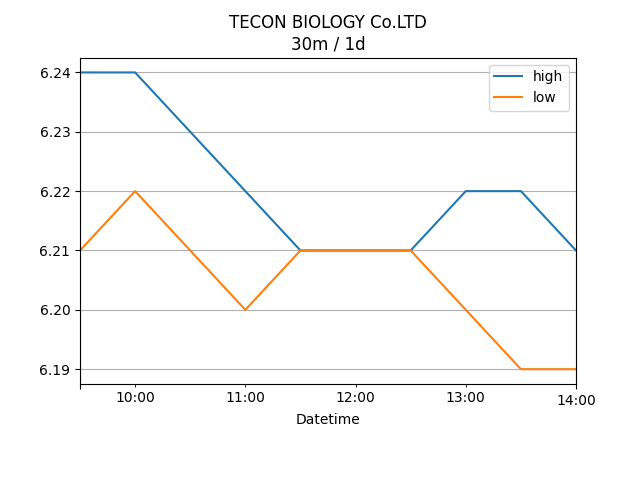 TECON BIOLOGY Co.LTD
30m / 1d
high
low
6.24
6.23
6.22
6.21
6.20
6.19
10:00 11:00 12:00 13:00 14:00
Datetime